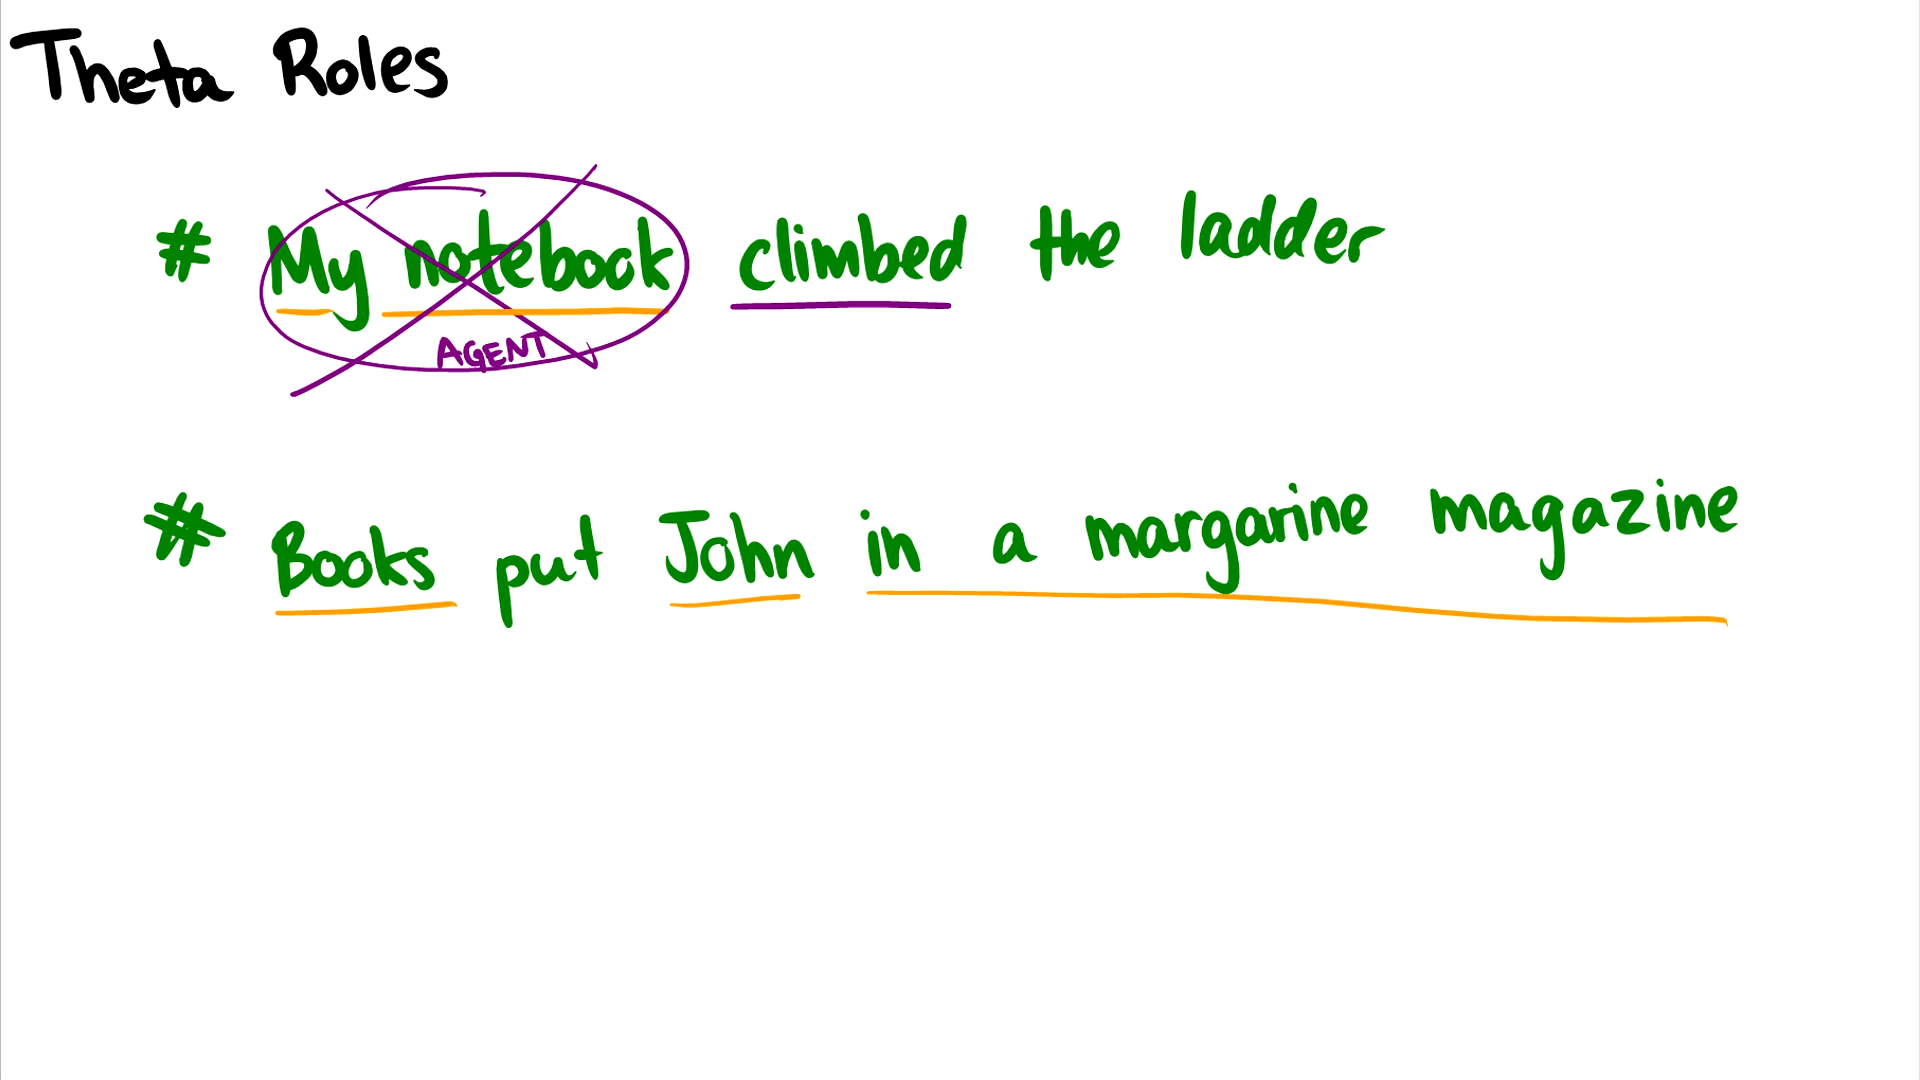 Theta Roles
# My notebook climbed the ladder
AGENT
# Books put John in a margarine magazine